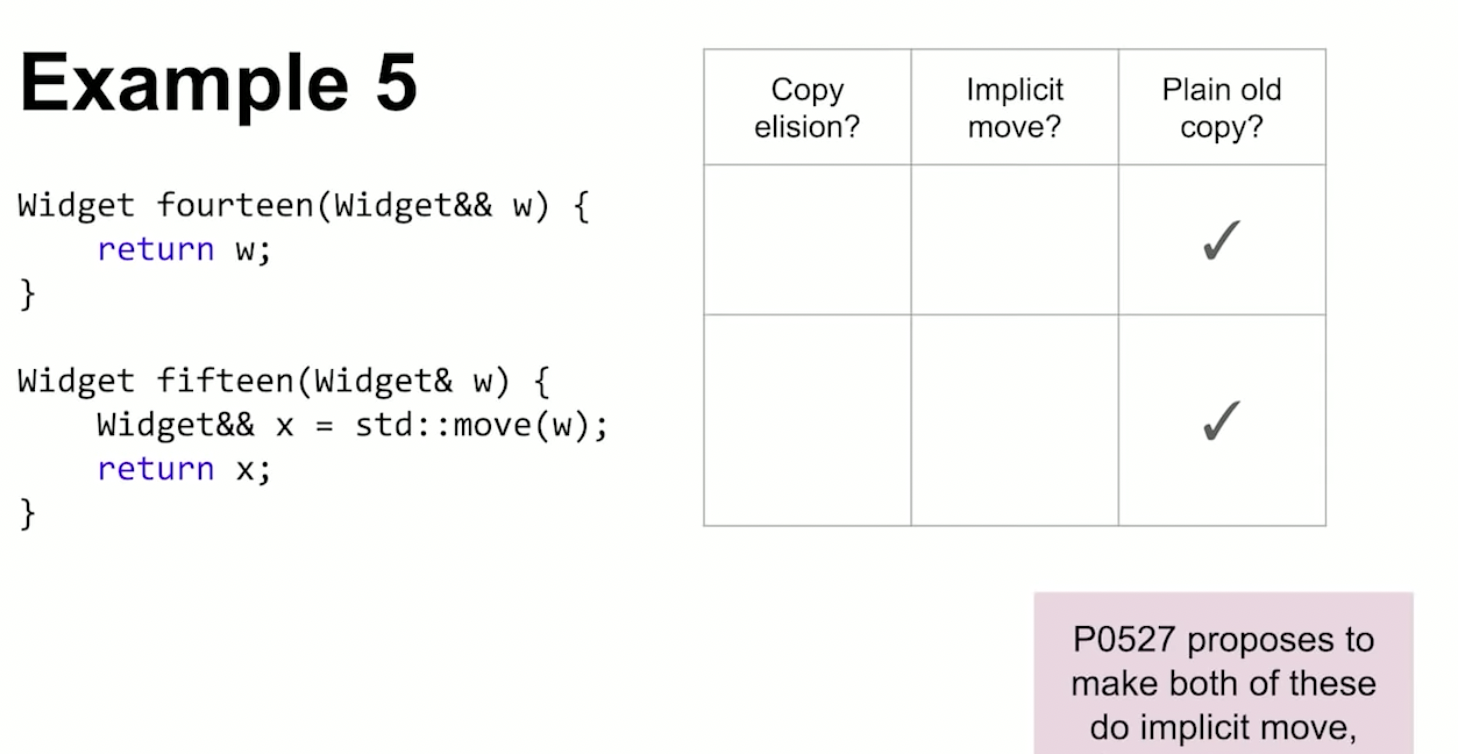 Example 5
Widget fourteen(Widget&& w) {
    return w;
}
Widget fifteen(Widget& w) {
    Widget&& x = std::move(w);
    return x;
}
Copy
elision?
Implicit
move?
Plain old
copy?
✓
✓
P0527 proposes to
make both of these
do implicit move,